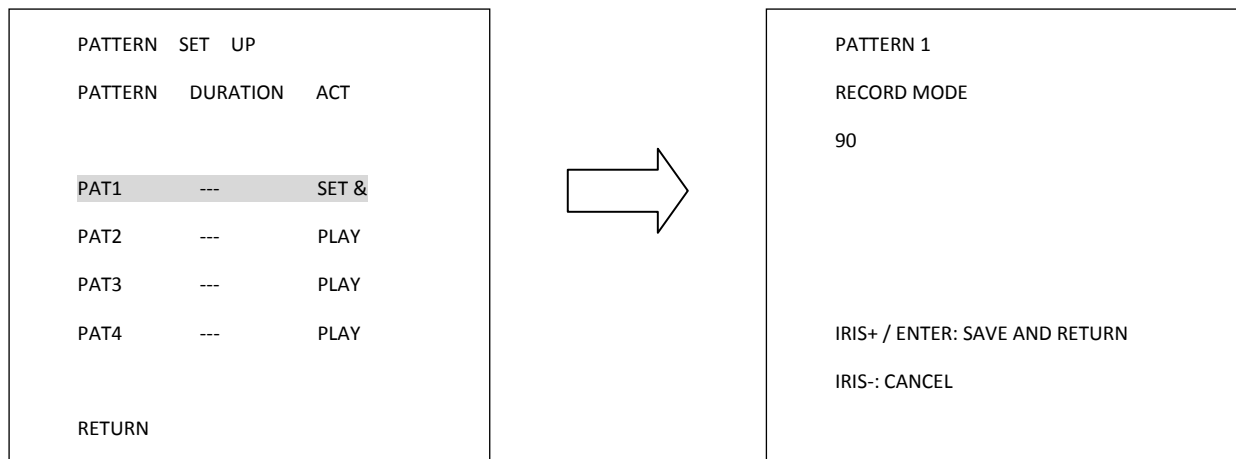 PATTERN SET UP
PATTERN DURATION ACT
PAT1 --- SET &
PAT2 --- PLAY
PAT3 --- PLAY
PAT4 --- PLAY
RETURN
PATTERN 1
RECORD MODE
90
IRIS+ / ENTER: SAVE AND RETURN
IRIS-: CANCEL